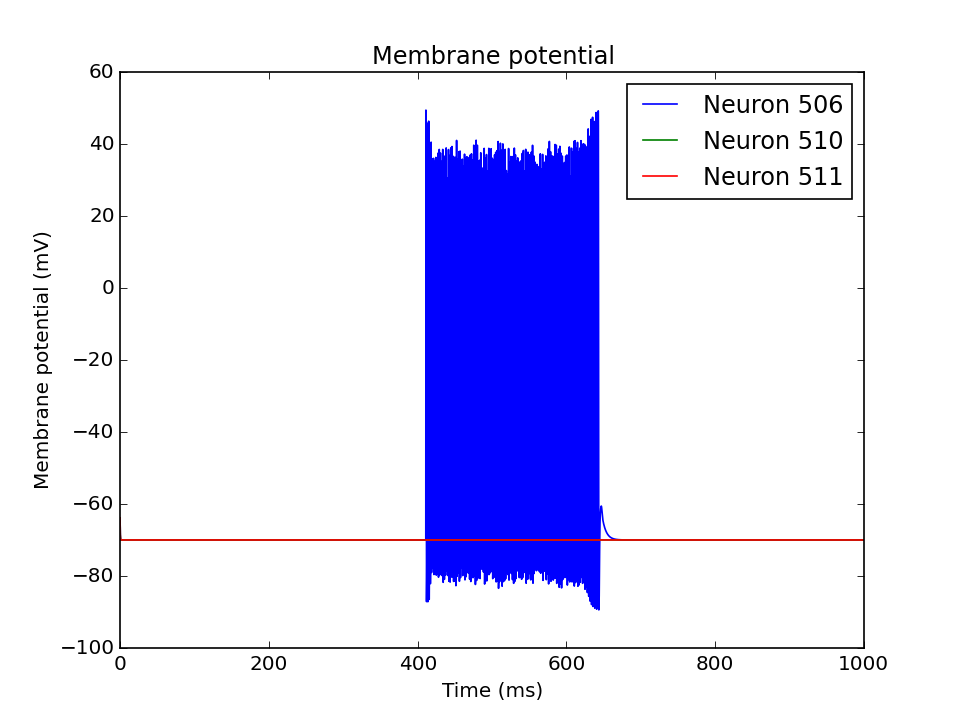 Membrane potential
Neuron 506
Neuron 510
Neuron 511
60
40
20
0
−20
−40
−60
−80
−100
Membrane potential (mV)
0 200 400 600 800 1000
Time (ms)